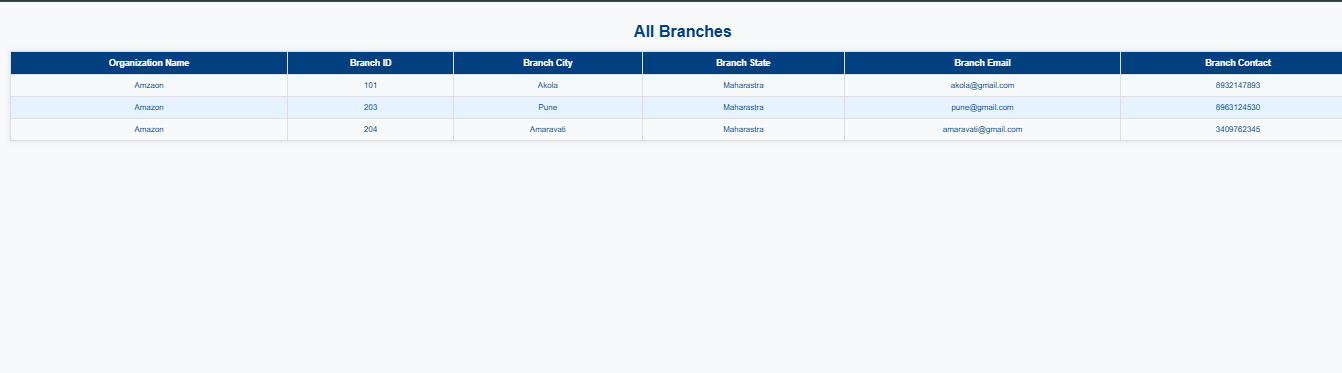 All Branches
Organization Name Branch ID Branch City Branch State Branch Email Branch Contact
Amzaon 101 Akola Maharastra akola@gmail.com 8932147893
Amazon 203 Pune Maharastra pune@gmail.com 8963124530
Amazon 204 Amaravati Maharastra amaravati@gmail.com 3409762345